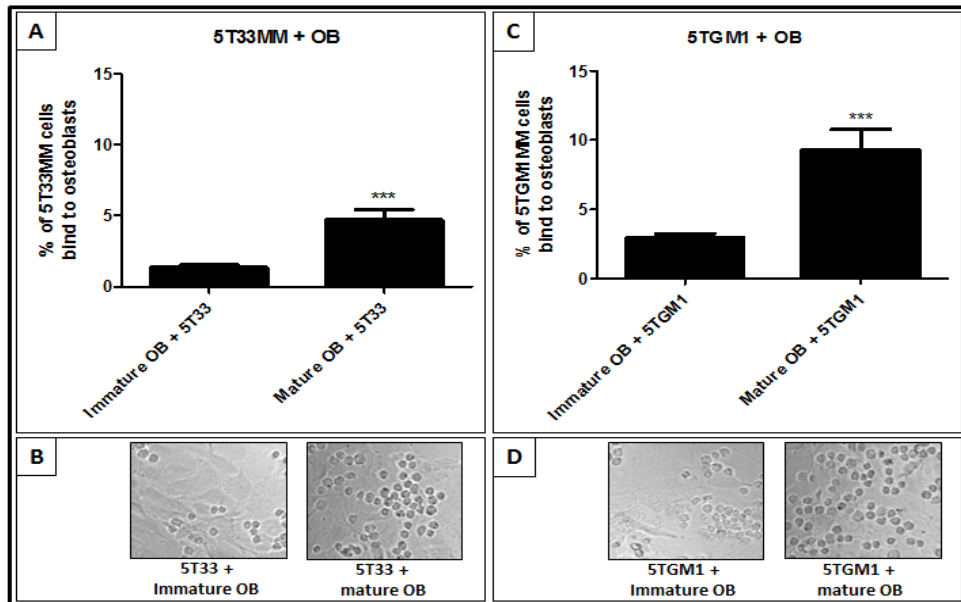 A
5T33MM + OB
% of 5T33MM cells
bind to osteoblasts
15
10
5
0
***
Immature OB + 5T33
Mature OB + 5T33
C
5TGM1 + OB
% of 5TGM1MM cells
bind to osteoblasts
15
10
5
0
***
Immature OB + 5TGM1
Mature OB + 5TGM1
B
5T33 +
Immature OB
5T33 +
mature OB
D
5TGM1 +
Immature OB
5TGM1 +
mature OB